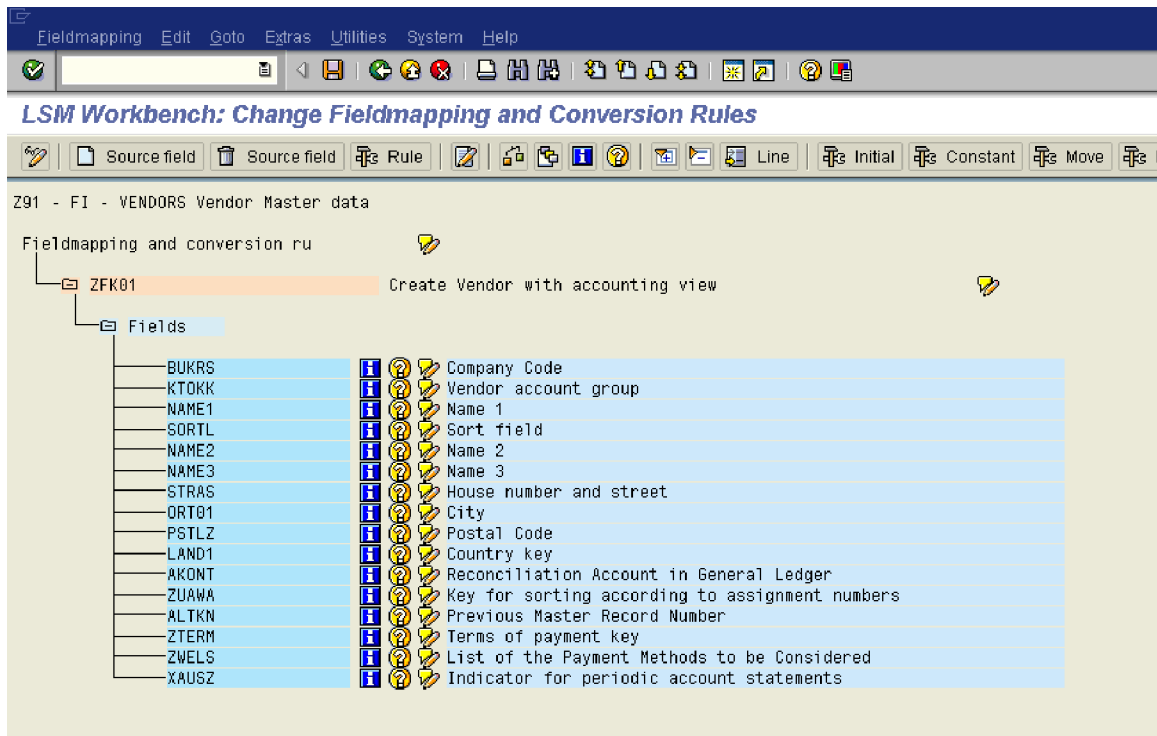 Fieldmapping Edit Goto Extras Utilities System Help
LSM Workbench: Change Fieldmapping and Conversion Rules
Source field Source field Rule Line Initial Constant Move
Z91 - FI - VENDORS Vendor Master data
Fieldmapping and conversion ru
ZFK01 Create Vendor with accounting view
Fields
BUKRS Company Code
KTOKK Vendor account group
NAME1 Name 1
SORTL Sort field
NAME2 Name 2
NAME3 Name 3
STRAS House number and street
ORT01 City
PSTLZ Postal Code
LAND1 Country key
AKONT Reconciliation Account in General Ledger
ZUAWA Key for sorting according to assignment numbers
ALTKN Previous Master Record Number
ZTERM Terms of payment key
ZWELS List of the Payment Methods to be Considered
XAUSZ Indicator for periodic account statements